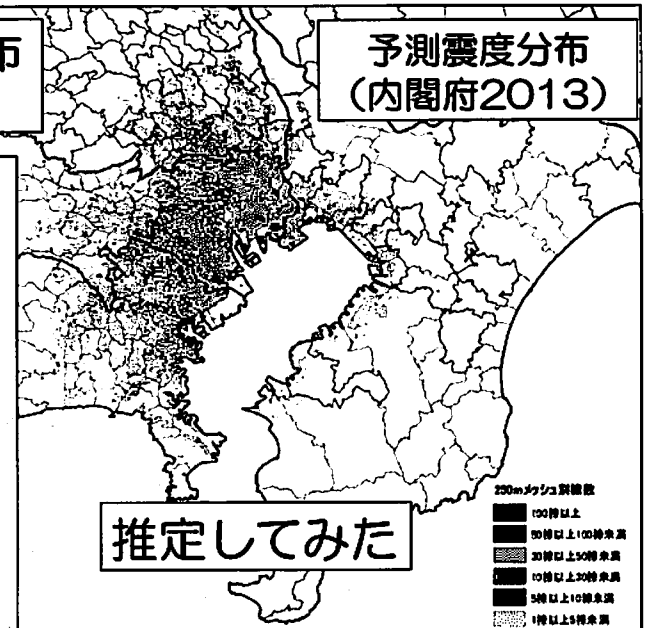 布
予測震度分布
(内閣府2013)
推定してみた
250mメッシュ別棟数
100棟以上
50棟以上100棟未満
30棟以上50棟未満
10棟以上30棟未満
5棟以上10棟未満
1棟以上5棟未満